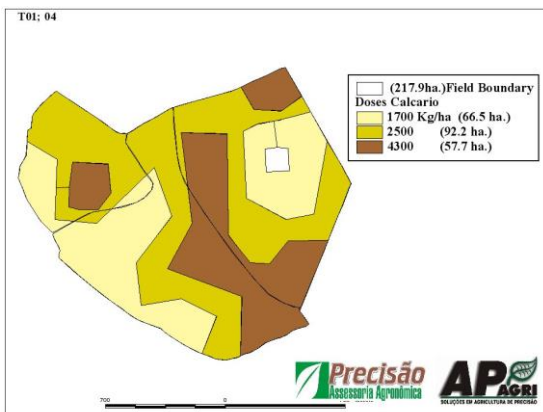 T01; 04
(217.9ha.)Field Boundary
Doses Calcario
1700 Kg/ha (66.5 ha.)
2500 (92.2 ha.)
4300 (57.7 ha.)
Precisão
Assessoria Agronômica
AP
AGRI
SOLUÇÕES EM AGRICULTURA DE PRECISÃO
700 0